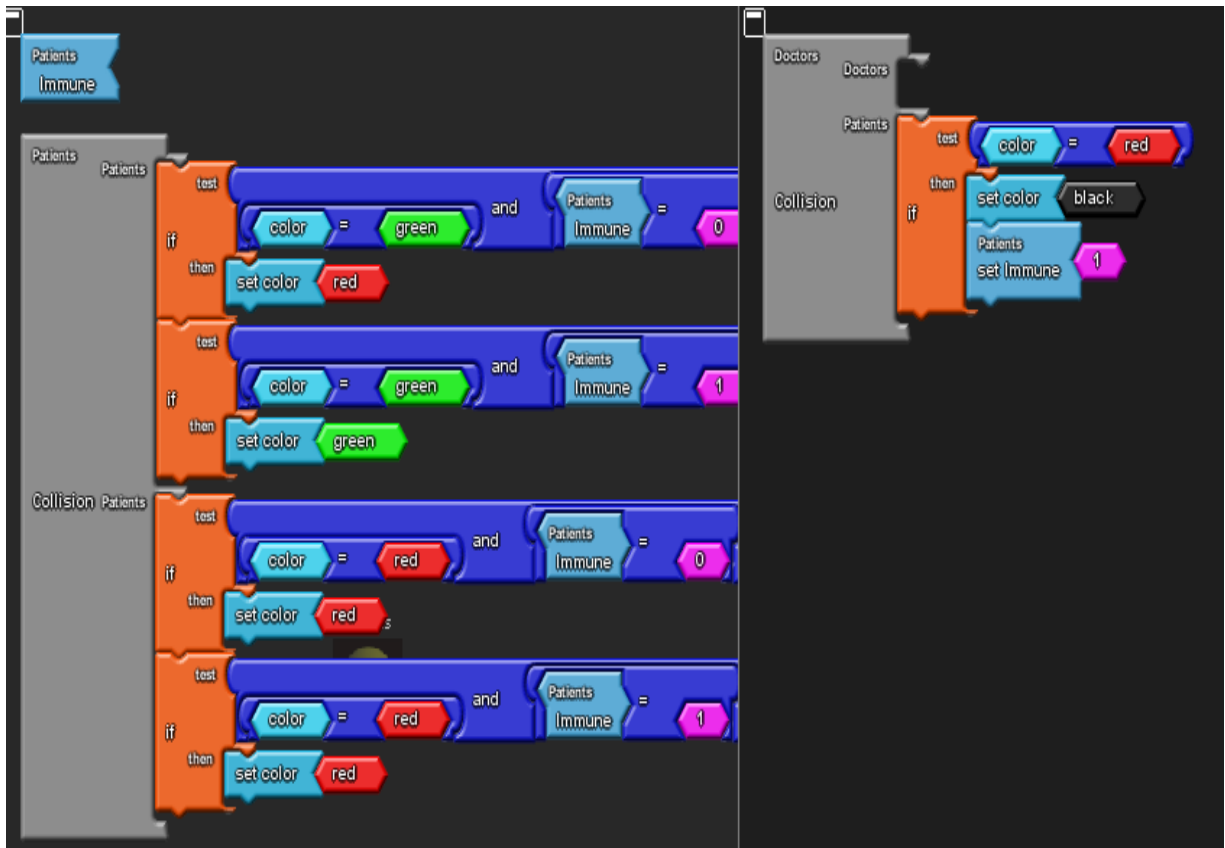 Patients
Immune
Patients
Patients
test
color = green and Patients Immune = 0
if
then
set color red
test
color = green and Patients Immune = 1
if
then
set color green
Collision Patients
test
color = red and Patients Immune = 0
if
then
set color red
s
test
color = red and Patients Immune = 1
if
then
set color red
Doctors
Doctors
Patients
test
color = red
then
set color black
Collision
if
Patients
set Immune 1